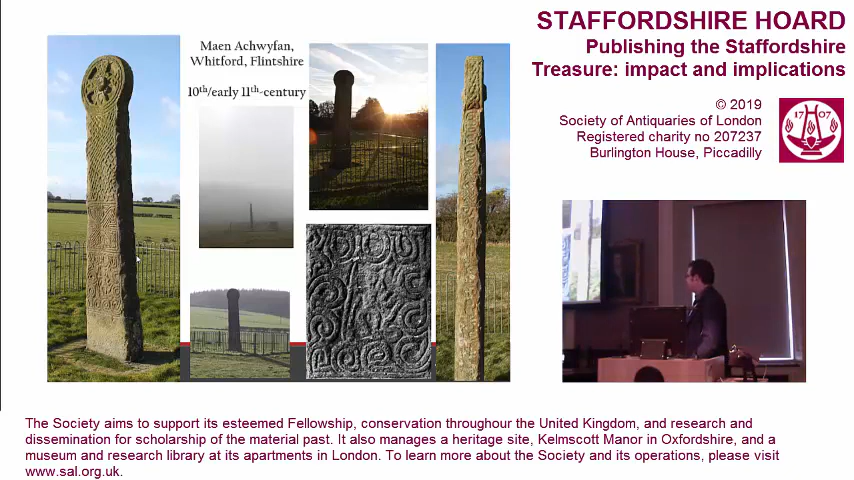 STAFFORDSHIRE HOARD
Publishing the Staffordshire
Treasure: impact and implications
© 2019
Society of Antiquaries of London
Registered charity no 207237
Burlington House, Piccadilly
17 07
Maen Achwyfan,
Whitford, Flintshire
10th/early 11th-century
The Society aims to support its esteemed Fellowship, conservation throughour the United Kingdom, and research and
dissemination for scholarship of the material past. It also manages a heritage site, Kelmscott Manor in Oxfordshire, and a
museum and research library at its apartments in London. To learn more about the Society and its operations, please visit
www.sal.org.uk.